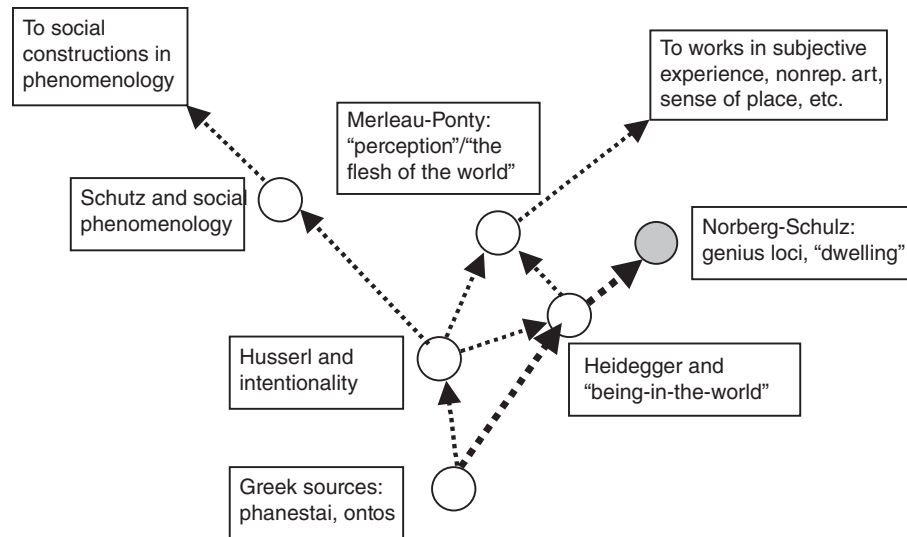 To social
constructions in
phenomenology
To works in subjective
experience, nonrep. art,
sense of place, etc.
Merleau-Ponty:
“perception”/“the
flesh of the world”
Schutz and social
phenomenology
Norberg-Schulz:
genius loci, “dwelling”
Husserl and
intentionality
Heidegger and
“being-in-the-world”
Greek sources:
phanestai, ontos